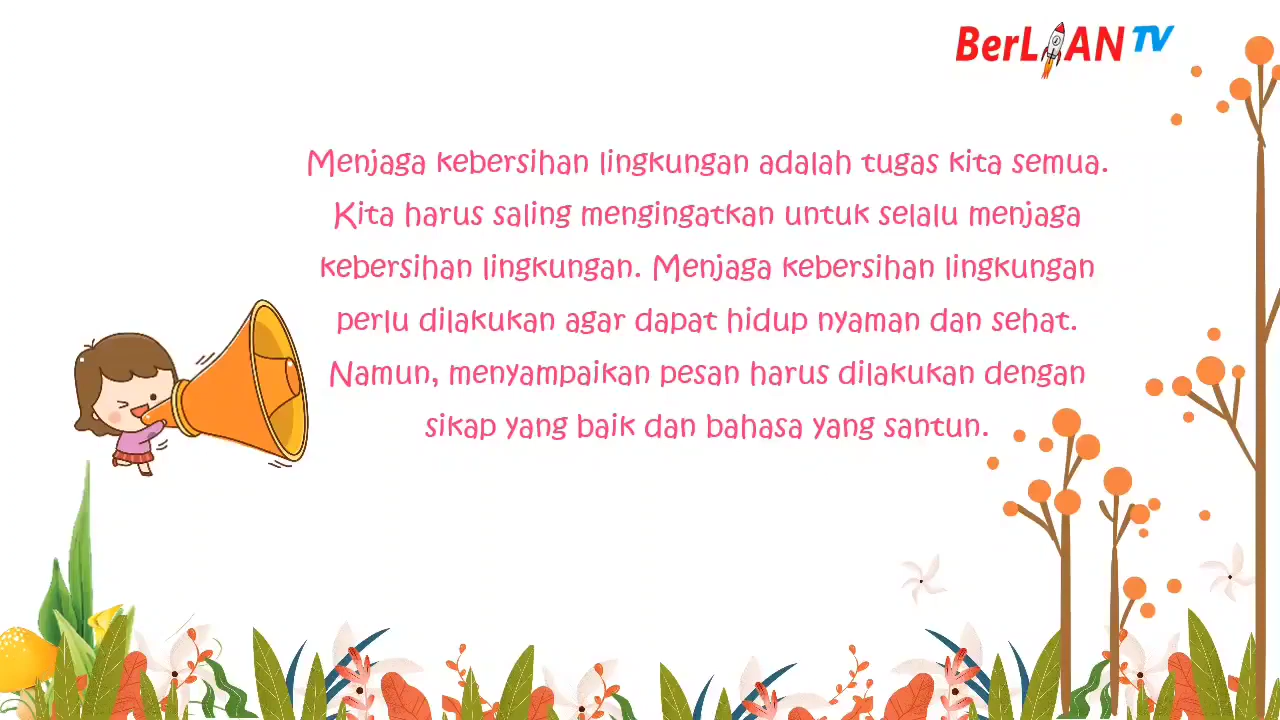 BerLIAN TV
Menjaga kebersihan lingkungan adalah tugas kita semua.
Kita harus saling mengingatkan untuk selalu menjaga
kebersihan lingkungan. Menjaga kebersihan lingkungan
perlu dilakukan agar dapat hidup nyaman dan sehat.
Namun, menyampaikan pesan harus dilakukan dengan
sikap yang baik dan bahasa yang santun.